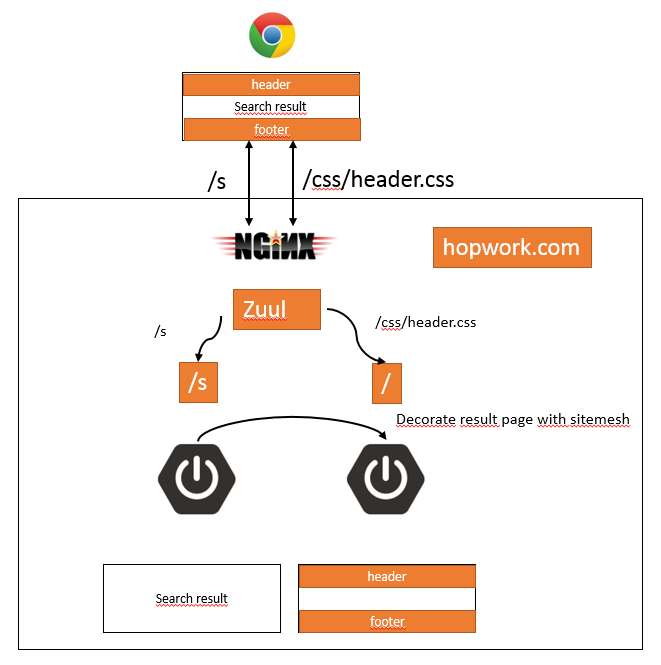 header
Search result
footer
/s
/css/header.css
NGiNX
hopwork.com
Zuul
/s
/css/header.css
/s
/
Decorate result page with sitemesh
Search result
header
footer